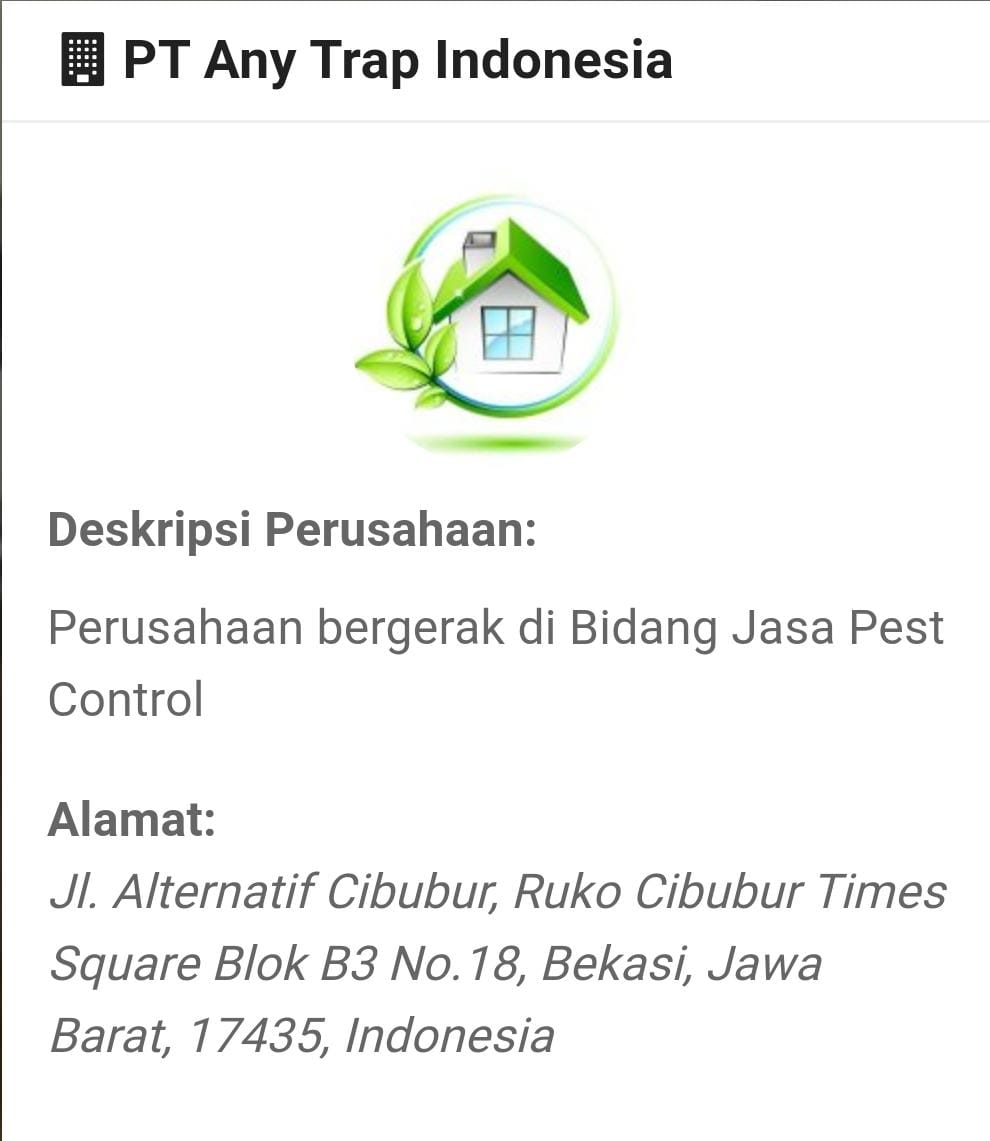 PT Any Trap Indonesia
Deskripsi Perusahaan:
Perusahaan bergerak di Bidang Jasa Pest
Control
Alamat:
Jl. Alternatif Cibubur, Ruko Cibubur Times
Square Blok B3 No.18, Bekasi, Jawa
Barat, 17435, Indonesia